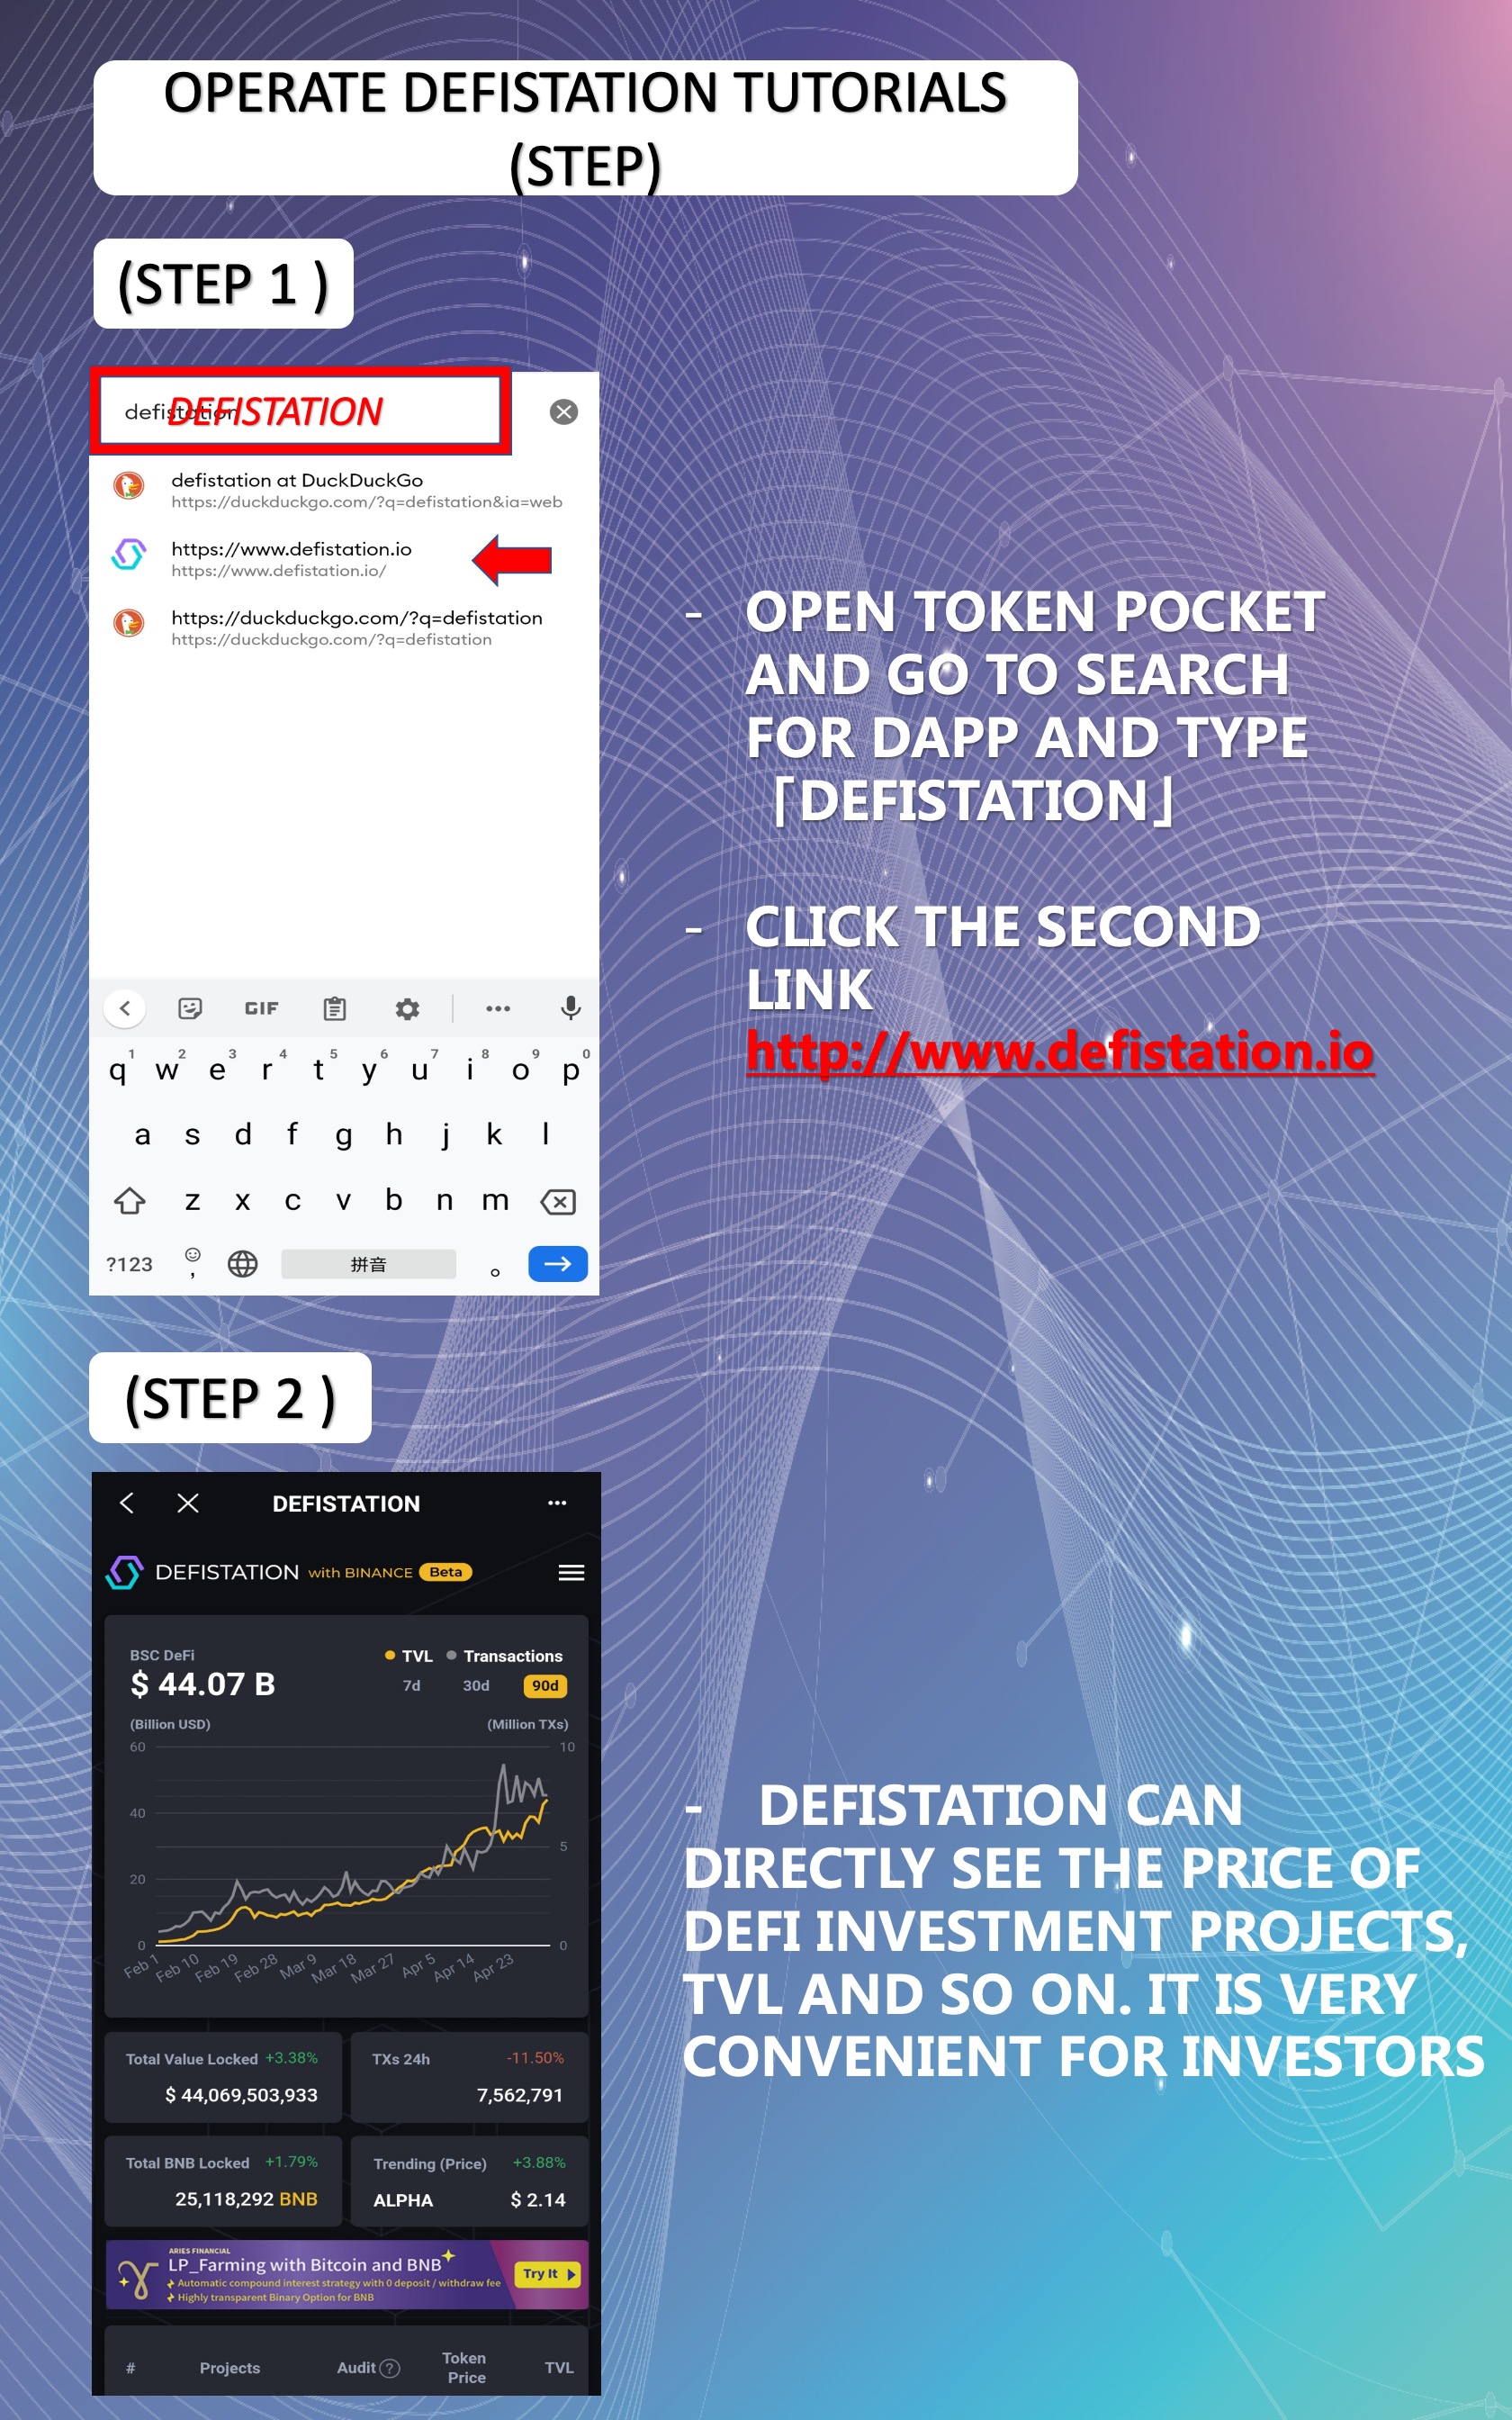 OPERATE DEFISTATION TUTORIALS
(STEP)
(STEP 1 )
defistation
DEFISTATION
defistation at DuckDuckGo
https://duckduckgo.com/?q=defistation&ia=web
https://www.defistation.io
https://www.defistation.io/
https://duckduckgo.com/?q=defistation
https://duckduckgo.com/?q=defistation
- OPEN TOKEN POCKET
AND GO TO SEARCH
FOR DAPP AND TYPE
「DEFISTATION」
- CLICK THE SECOND
LINK
http://www.defistation.io
GIF
1 2 3 4 5 6 7 8 9 0
q w e r t y u i o p
a s d f g h j k l
z x c v b n m
?123 , 拼音 。
(STEP 2 )
DEFISTATION
DEFISTATION with BINANCE Beta
BSC DeFi
TVL Transactions
$ 44.07 B
7d 30d 90d
(Billion USD) (Million TXs)
60 10
40
5
20
0 0
Feb 1 Feb 10 Feb 19 Feb 28 Mar 9 Mar 18 Mar 27 Apr 5 Apr 14 Apr 23
Total Value Locked +3.38%
$ 44,069,503,933
TXs 24h -11.50%
7,562,791
Total BNB Locked +1.79%
25,118,292 BNB
Trending (Price) +3.88%
ALPHA $ 2.14
ARIES FINANCIAL
LP_Farming with Bitcoin and BNB
Automatic compound interest strategy with 0 deposit / withdraw fee
Highly transparent Binary Option for BNB
Try It
# Projects Audit ? Token Price TVL
- DEFISTATION CAN
DIRECTLY SEE THE PRICE OF
DEFI INVESTMENT PROJECTS,
TVL AND SO ON. IT IS VERY
CONVENIENT FOR INVESTORS